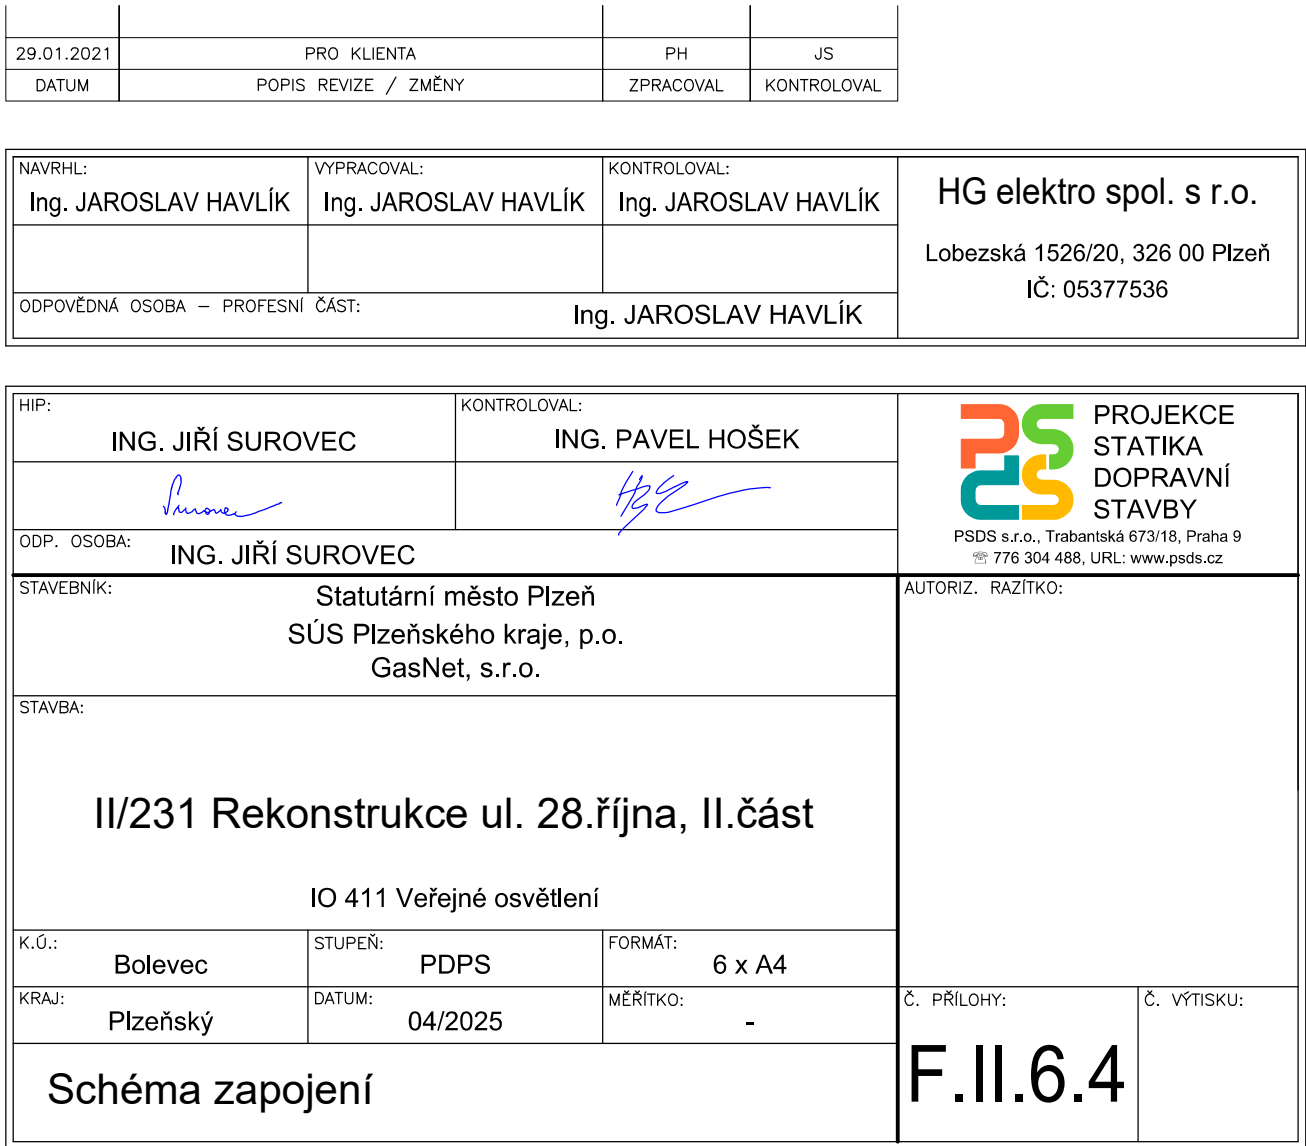 29.01.2021 PRO KLIENTA PH JS
DATUM POPIS REVIZE / ZMĚNY ZPRACOVAL KONTROLOVAL
NAVRHL: VYPRACOVAL: KONTROLOVAL:
Ing. JAROSLAV HAVLÍK Ing. JAROSLAV HAVLÍK Ing. JAROSLAV HAVLÍK
ODPOVĚDNÁ OSOBA – PROFESNÍ ČÁST:
Ing. JAROSLAV HAVLÍK
HG elektro spol. s r.o.
Lobezská 1526/20, 326 00 Plzeň
IČ: 05377536
HIP: KONTROLOVAL:
ING. JIŘÍ SUROVEC ING. PAVEL HOŠEK
Surovec
ODP. OSOBA: ING. JIŘÍ SUROVEC
PSDS
PROJEKCE
STATIKA
DOPRAVNÍ
STAVBY
PSDS s.r.o., Trabantská 673/18, Praha 9
☏ 776 304 488, URL: www.psds.cz
STAVEBNÍK:
Statutární město Plzeň
SÚS Plzeňského kraje, p.o.
GasNet, s.r.o.
AUTORIZ. RAZÍTKO:
STAVBA:
II/231 Rekonstrukce ul. 28.října, II.část
IO 411 Veřejné osvětlení
K.Ú.: STUPEŇ: FORMÁT:
Bolevec PDPS 6 x A4
KRAJ: DATUM: MĚŘÍTKO:
Plzeňský 04/2025 -
Schéma zapojení
Č. PŘÍLOHY: Č. VÝTISKU:
F.II.6.4